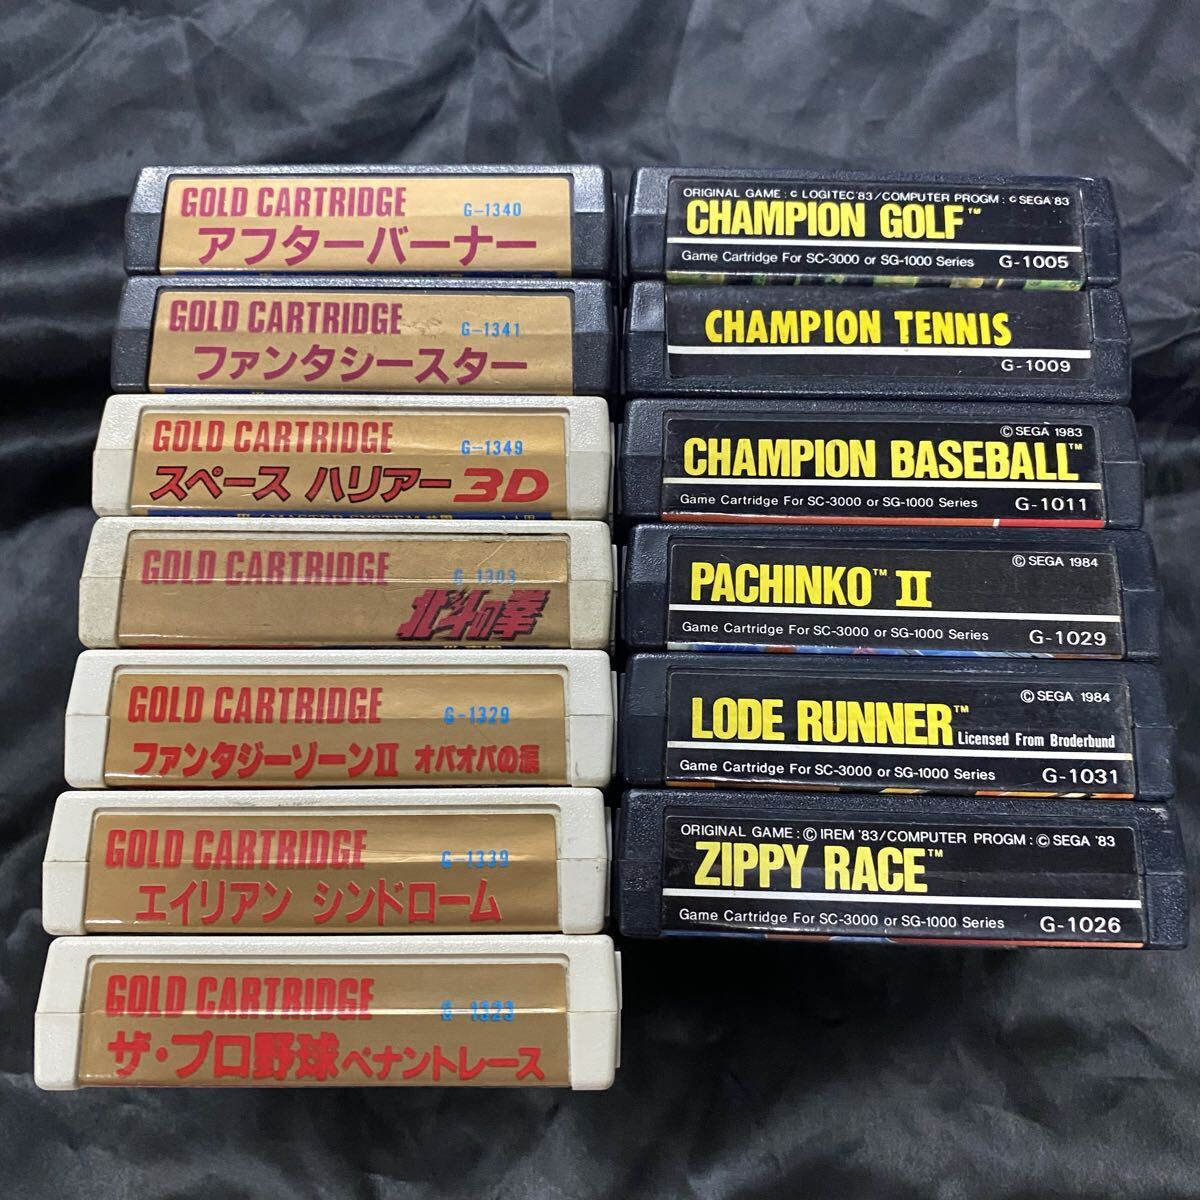 GOLD CARTRIDGE G-1340
アフターバーナー
GOLD CARTRIDGE G-1341
ファンタシースター
GOLD CARTRIDGE G-1349
スペース ハリアー 3D
GOLD CARTRIDGE G-1303
北斗の拳
GOLD CARTRIDGE G-1329
ファンタジーゾーンII オパオパの涙
GOLD CARTRIDGE G-1339
エイリアン シンドローム
GOLD CARTRIDGE G-1323
ザ・プロ野球 ペナントレース
ORIGINAL GAME : © LOGITEC '83 / COMPUTER PROGM : © SEGA '83
CHAMPION GOLF™
Game Cartridge For SC-3000 or SG-1000 Series G-1005
CHAMPION TENNIS
G-1009
© SEGA 1983
CHAMPION BASEBALL™
Game Cartridge For SC-3000 or SG-1000 Series G-1011
© SEGA 1984
PACHINKO™ II
Game Cartridge For SC-3000 or SG-1000 Series G-1029
© SEGA 1984
LODE RUNNER™ Licensed From Broderbund
Game Cartridge For SC-3000 or SG-1000 Series G-1031
ORIGINAL GAME : © IREM '83 / COMPUTER PROGM : © SEGA '83
ZIPPY RACE™
Game Cartridge For SC-3000 or SG-1000 Series G-1026